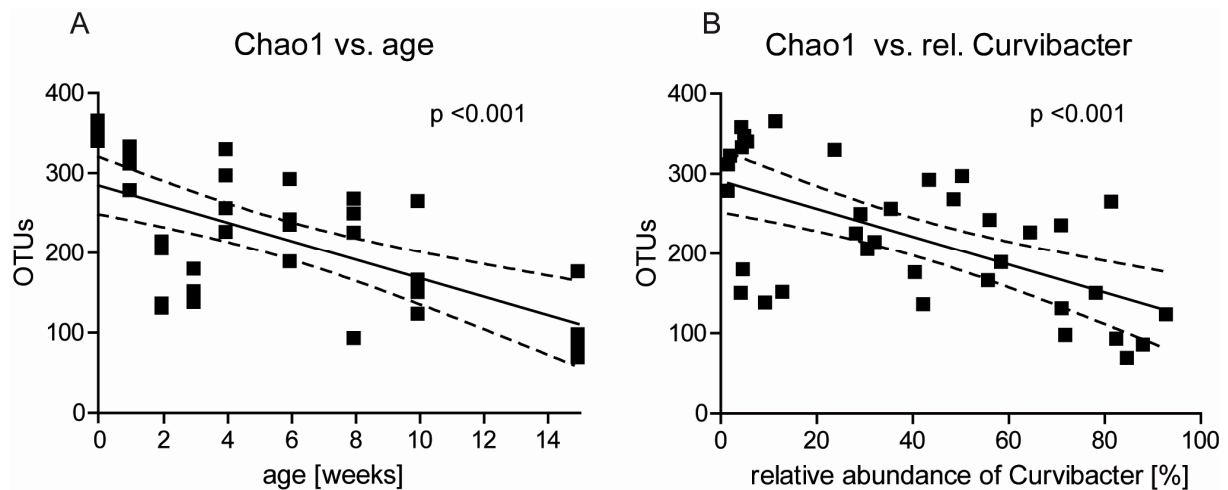 A
Chao1 vs. age
p <0.001
OTUs
400
300
200
100
0
0 2 4 6 8 10 12 14
age [weeks]
B
Chao1 vs. rel. Curvibacter
p <0.001
OTUs
400
300
200
100
0
0 20 40 60 80 100
relative abundance of Curvibacter [%]